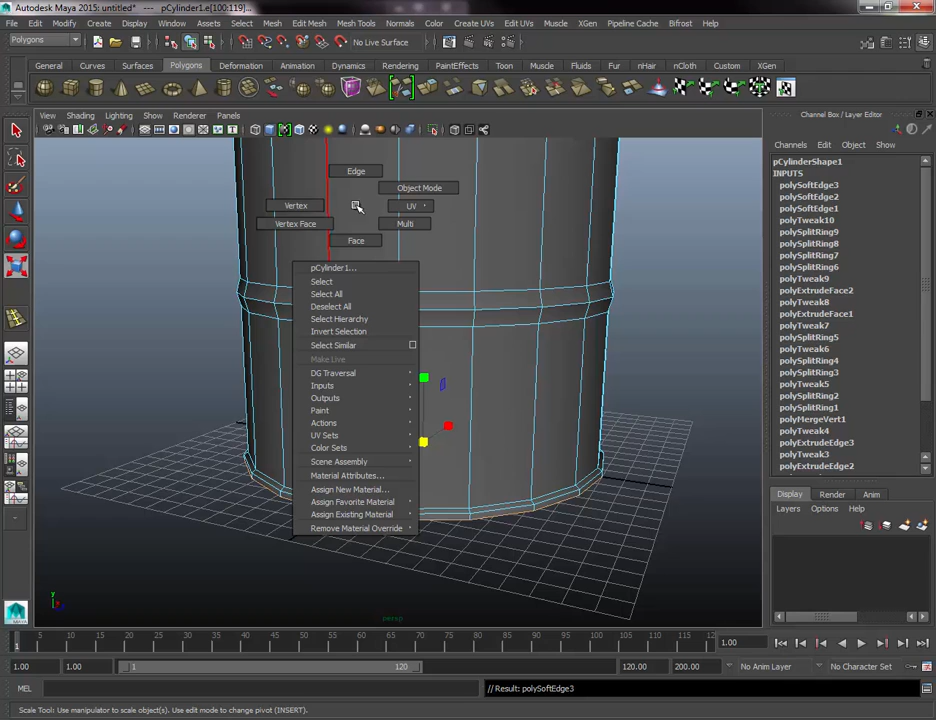 Autodesk Maya 2015: untitled* --- pCylinder1.e[100:119]...
File Edit Modify Create Display Window Assets Select Mesh Edit Mesh Mesh Tools Normals Color Create UVs Edit UVs Muscle XGen Pipeline Cache Bifrost Help
Polygons No Live Surface
General Curves Surfaces Polygons Deformation Animation Dynamics Rendering PaintEffects Toon Muscle Fluids Fur nHair nCloth Custom XGen
View Shading Lighting Show Renderer Panels
Channel Box / Layer Editor
Channels Edit Object Show
pCylinderShape1
INPUTS
polySoftEdge3
polySoftEdge2
polySoftEdge1
polyTweak10
polySplitRing9
polySplitRing8
polySplitRing7
polySplitRing6
polyTweak9
polyExtrudeFace2
polyTweak8
polyExtrudeFace1
polyTweak7
polySplitRing5
polyTweak6
polySplitRing4
polySplitRing3
polyTweak5
polySplitRing2
polySplitRing1
polyMergeVert1
polyTweak4
polyExtrudeEdge3
polyTweak3
polyExtrudeEdge2
Edge
Object Mode
Vertex
UV
Vertex Face
Multi
Face
pCylinder1...
Select
Select All
Deselect All
Select Hierarchy
Invert Selection
Select Similar
Make Live
DG Traversal
Inputs
Outputs
Paint
Actions
UV Sets
Color Sets
Scene Assembly
Material Attributes...
Assign New Material...
Assign Favorite Material
Assign Existing Material
Remove Material Override
Display Render Anim
Layers Options Help
persp
y
MAYA
1 5 10 15 20 25 30 35 40 45 50 55 60 65 70 75 80 85 90 95 100 105 110 115 12
1.00
1.00 1.00 1 120 120.00 200.00 No Anim Layer No Character Set
MEL // Result: polySoftEdge3
Scale Tool: Use manipulator to scale object(s). Use edit mode to change pivot (INSERT).